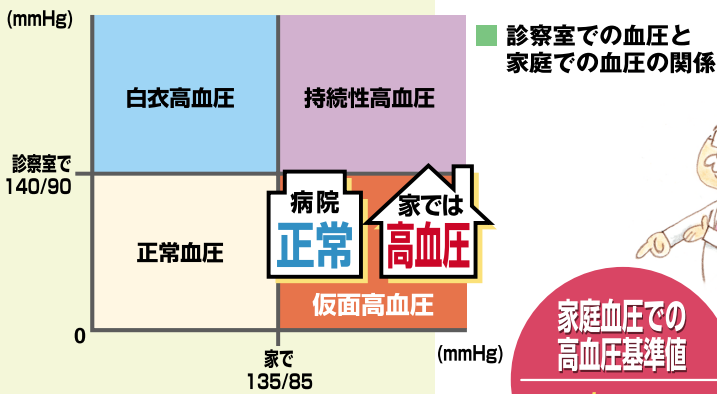 (mmHg)
診察室での血圧と
家庭での血圧の関係
白衣高血圧
持続性高血圧
診察室で
140/90
病院
正常
家では
高血圧
正常血圧
仮面高血圧
0
家で
135/85
(mmHg)
家庭血圧での
高血圧基準値